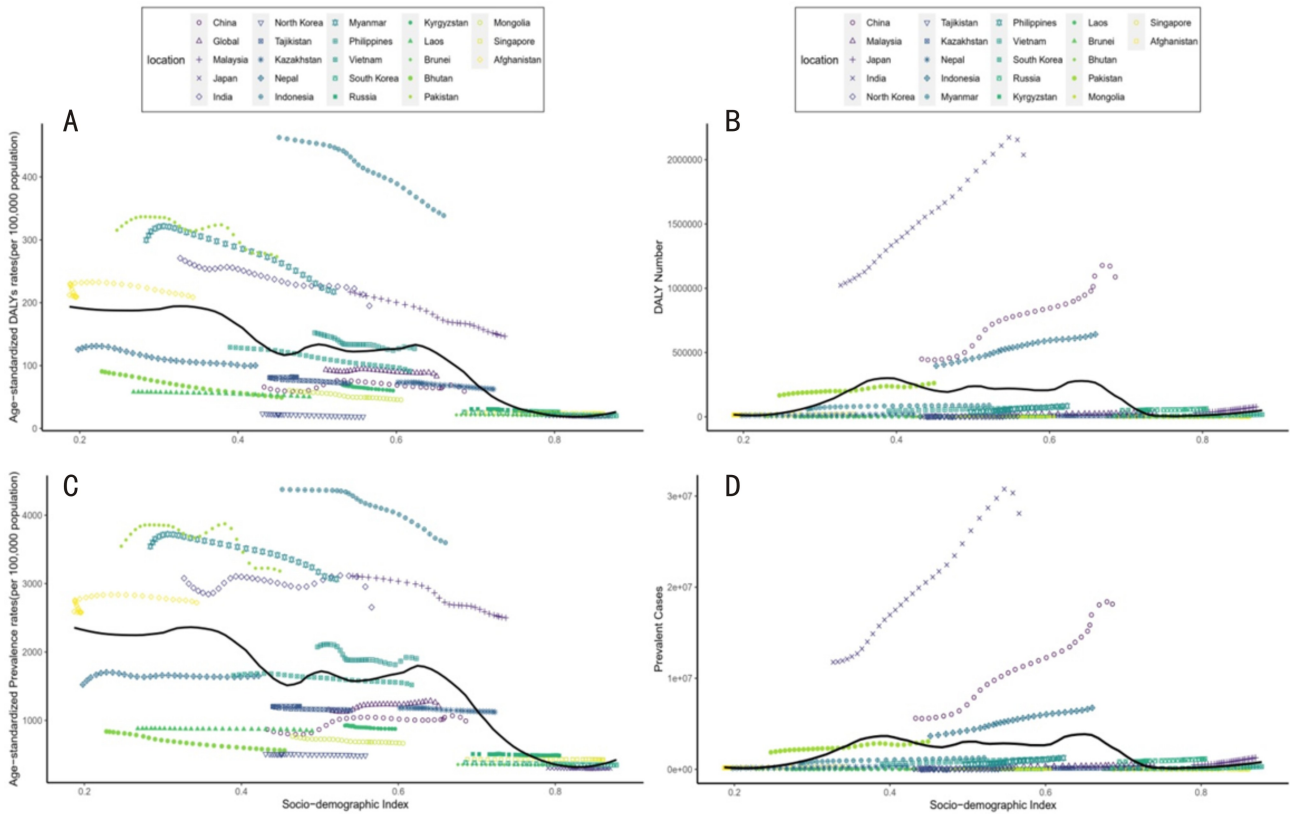 China North Korea Myanmar Kyrgyzstan Mongolia
Global Tajikistan Philippines Laos Singapore
location
Malaysia Kazakhstan Vietnam Brunei Afghanistan
Japan Nepal South Korea Bhutan
India Indonesia Russia Pakistan
China Tajikistan Philippines Laos Singapore
Malaysia Kazakhstan Vietnam Brunei Afghanistan
location
Japan Nepal South Korea Bhutan
India Indonesia Russia Pakistan
North Korea Myanmar Kyrgyzstan Mongolia
A
Age-standardized DALYs rates(per 100,000 population)
400
300
200
100
0
0.2 0.4 0.6 0.8
B
DALY Number
2000000
1500000
1000000
500000
0
0.2 0.4 0.6 0.8
C
Age-standardized Prevalence rates(per 100,000 population)
4000
3000
2000
1000
0.2 0.4 0.6 0.8
Socio-demographic Index
D
Prevalent Cases
3e+07
2e+07
1e+07
0e+00
0.2 0.4 0.6 0.8
Socio-demographic Index